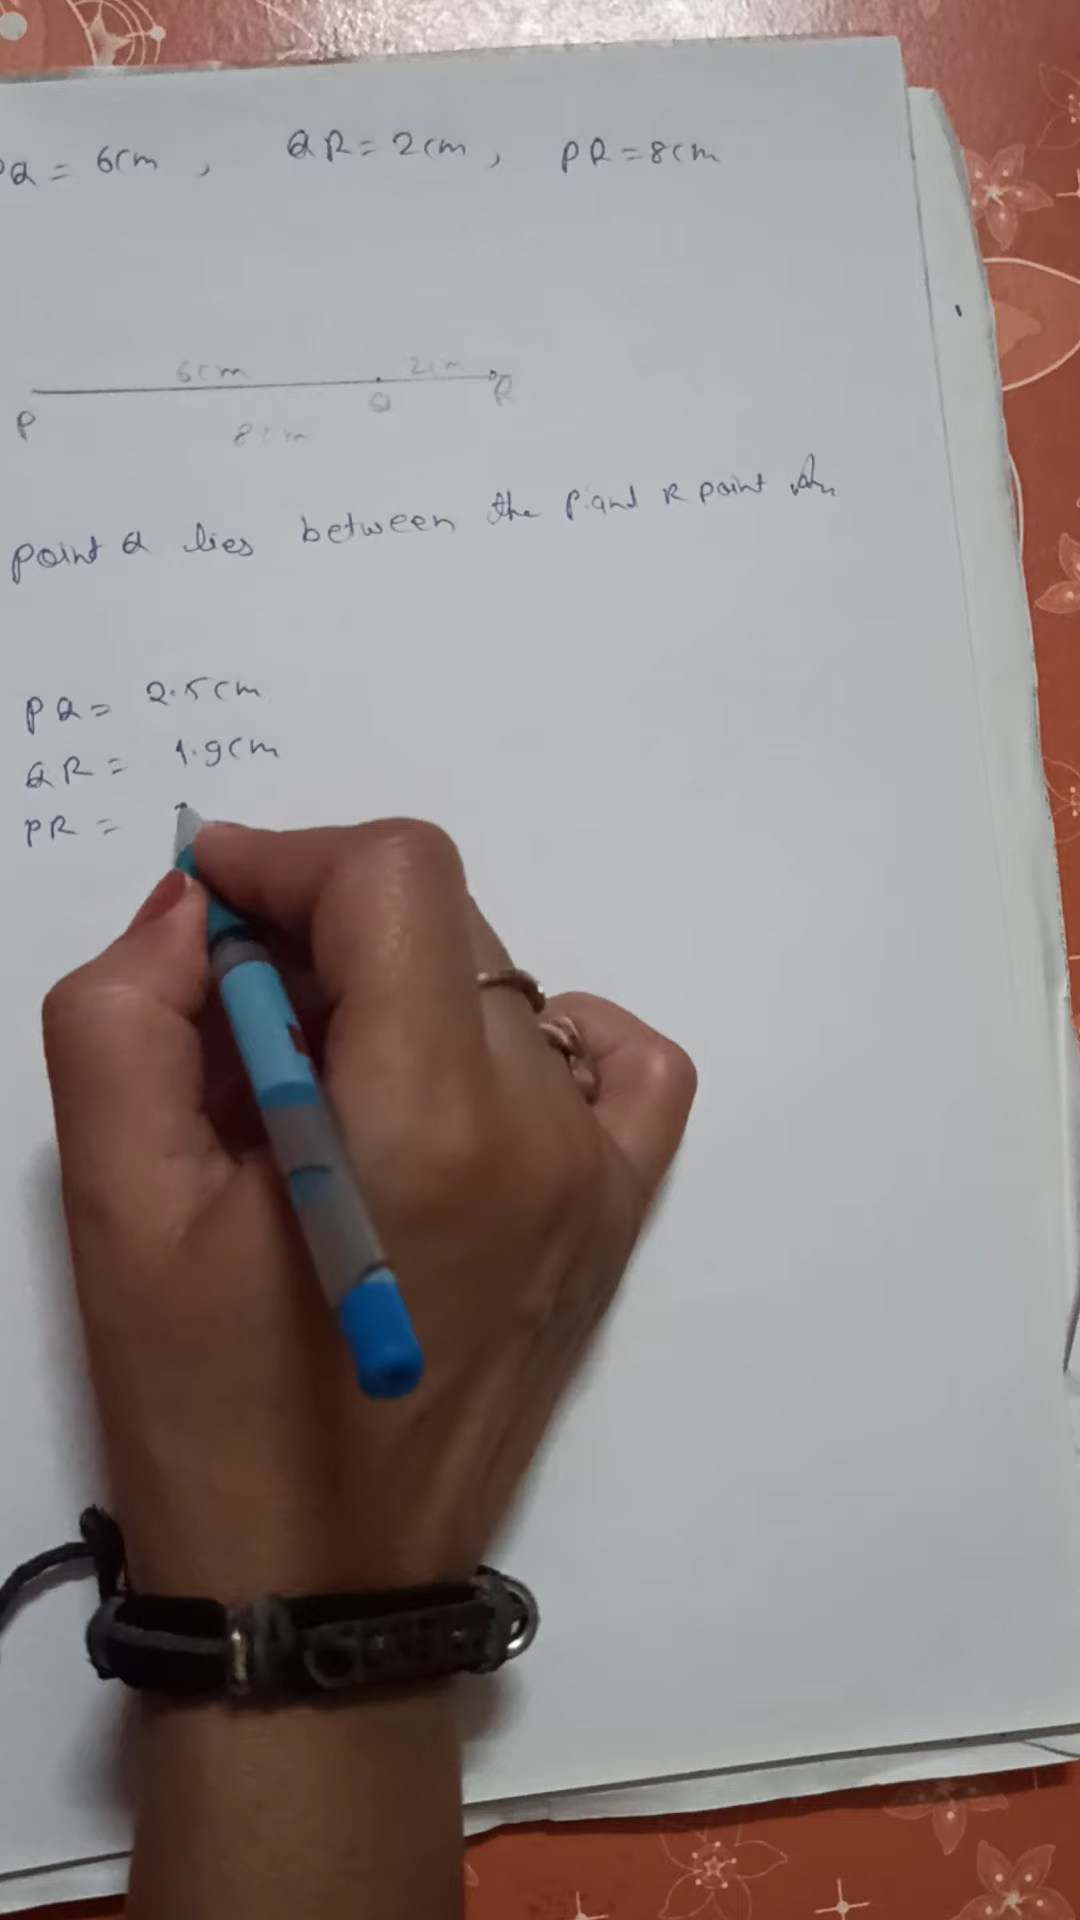 PQ = 6cm , QR = 2cm , PR = 8cm
6cm 2cm
P Q R
8cm
point Q lies between the P and R point
PQ = 2.5cm
QR = 1.9cm
PR =